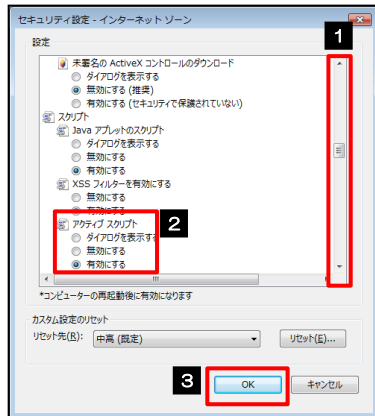 セキュリティ設定 - インターネット ゾーン
1
設定
未署名の ActiveX コントロールのダウンロード
ダイアログを表示する
無効にする (推奨)
有効にする (セキュリティで保護されていない)
スクリプト
Java アプレットのスクリプト
ダイアログを表示する
無効にする
有効にする
XSS フィルターを有効にする
無効にする
有効にする
アクティブ スクリプト
2
ダイアログを表示する
無効にする
有効にする
*コンピューターの再起動後に有効になります
カスタム設定のリセット
リセット先(R): 中高 (既定) リセット(E)...
3
OK キャンセル